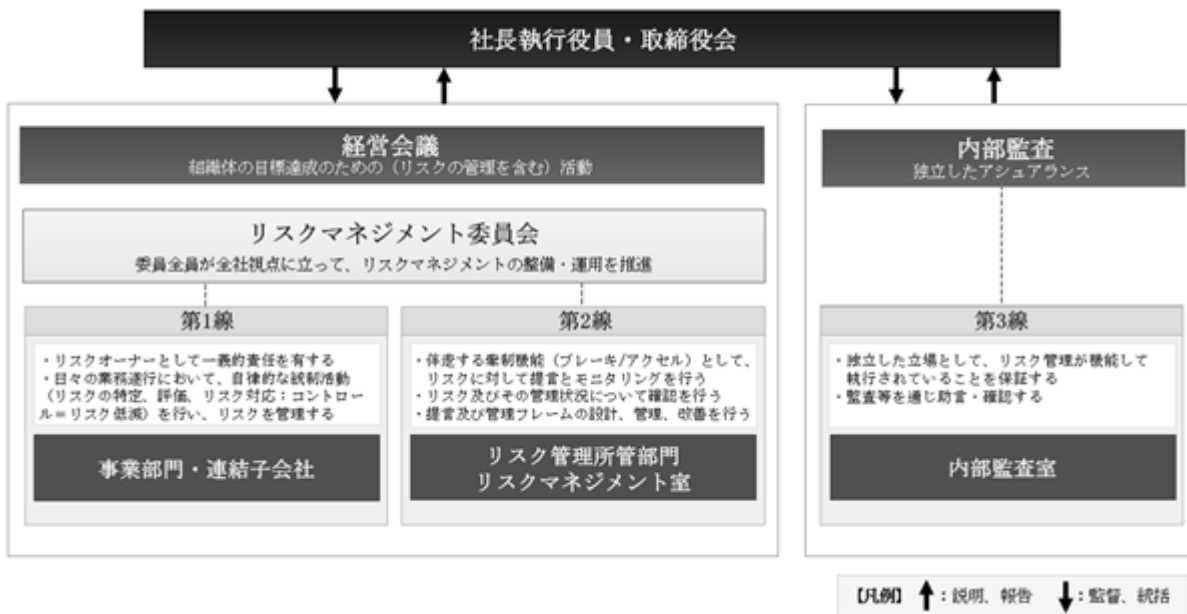 社長執行役員・取締役会
経営会議
組織体の目標達成のための（リスクの管理を含む）活動
リスクマネジメント委員会
委員全員が全社視点に立って、リスクマネジメントの整備・運用を推進
第1線
・リスクオーナーとして一義的責任を有する
・日々の業務遂行において、自律的な統制活動
（リスクの特定、評価、リスク対応：コントロー
ル＝リスク低減）を行い、リスクを管理する
事業部門・連結子会社
第2線
・伴走する牽制機能（ブレーキ/アクセル）として、
リスクに対して提言とモニタリングを行う
・リスク及びその管理状況について確認を行う
・提言及び管理フレームの設計、管理、改善を行う
リスク管理所管部門
リスクマネジメント室
内部監査
独立したアシュアランス
第3線
・独立した立場として、リスク管理が機能して
執行されていることを保証する
・監査等を通じ助言・確認する
内部監査室
【凡例】 ↑：説明、報告 ↓：監督、統括